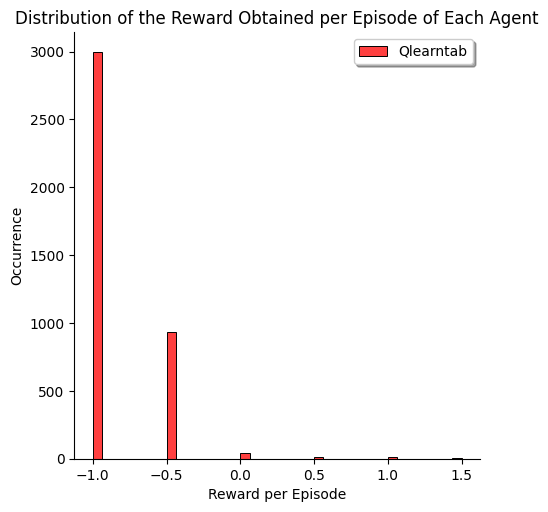 Distribution of the Reward Obtained per Episode of Each Agent
Qlearntab
3000
2500
2000
1500
1000
500
0
Occurrence
−1.0 −0.5 0.0 0.5 1.0 1.5
Reward per Episode